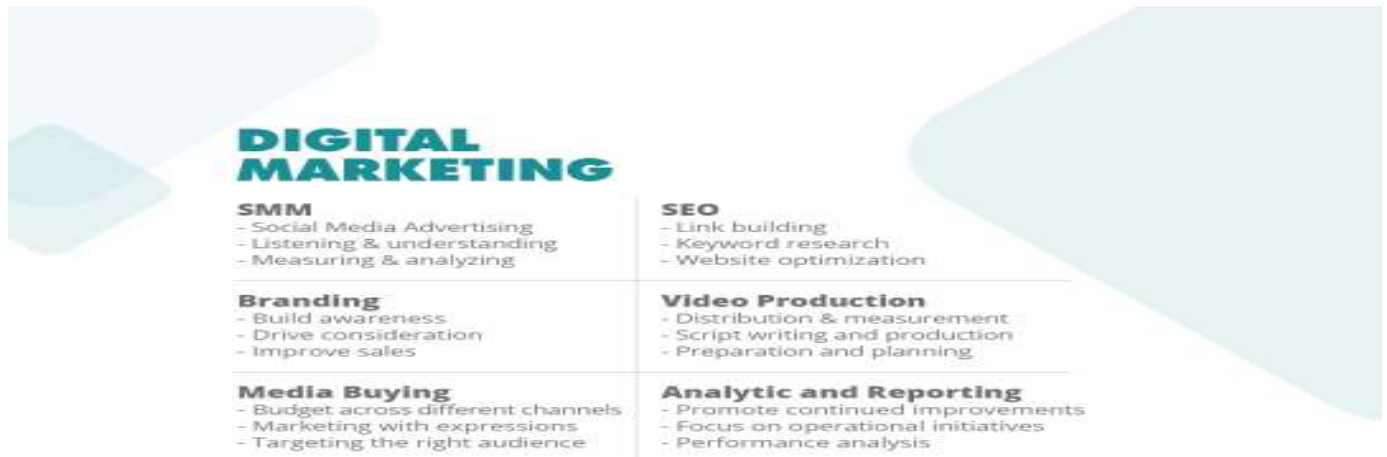 DIGITAL
MARKETING
SMM
- Social Media Advertising
- Listening & understanding
- Measuring & analyzing
SEO
- Link building
- Keyword research
- Website optimization
Branding
- Build awareness
- Drive consideration
- Improve sales
Video Production
- Distribution & measurement
- Script writing and production
- Preparation and planning
Media Buying
- Budget across different channels
- Marketing with expressions
- Targeting the right audience
Analytic and Reporting
- Promote continued improvements
- Focus on operational initiatives
- Performance analysis